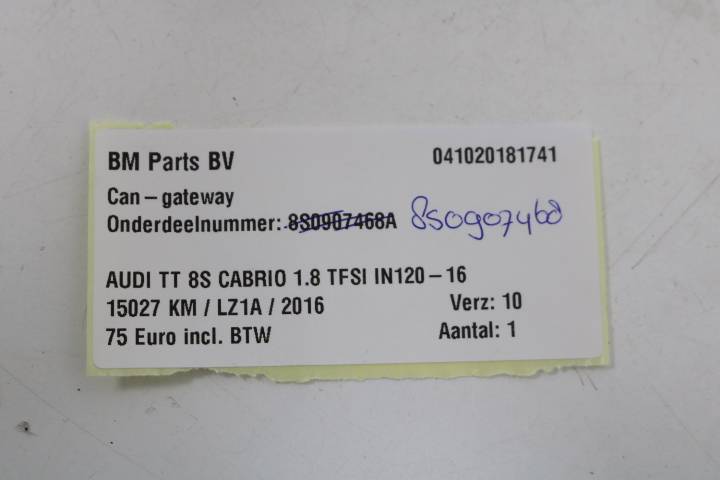 BM Parts BV 041020181741
Can-gateway
Onderdeelnummer: 8S0907468A 8S0907468
AUDI TT 8S CABRIO 1.8 TFSI IN120-16
15027 KM / LZ1A / 2016 Verz: 10
75 Euro incl. BTW Aantal: 1